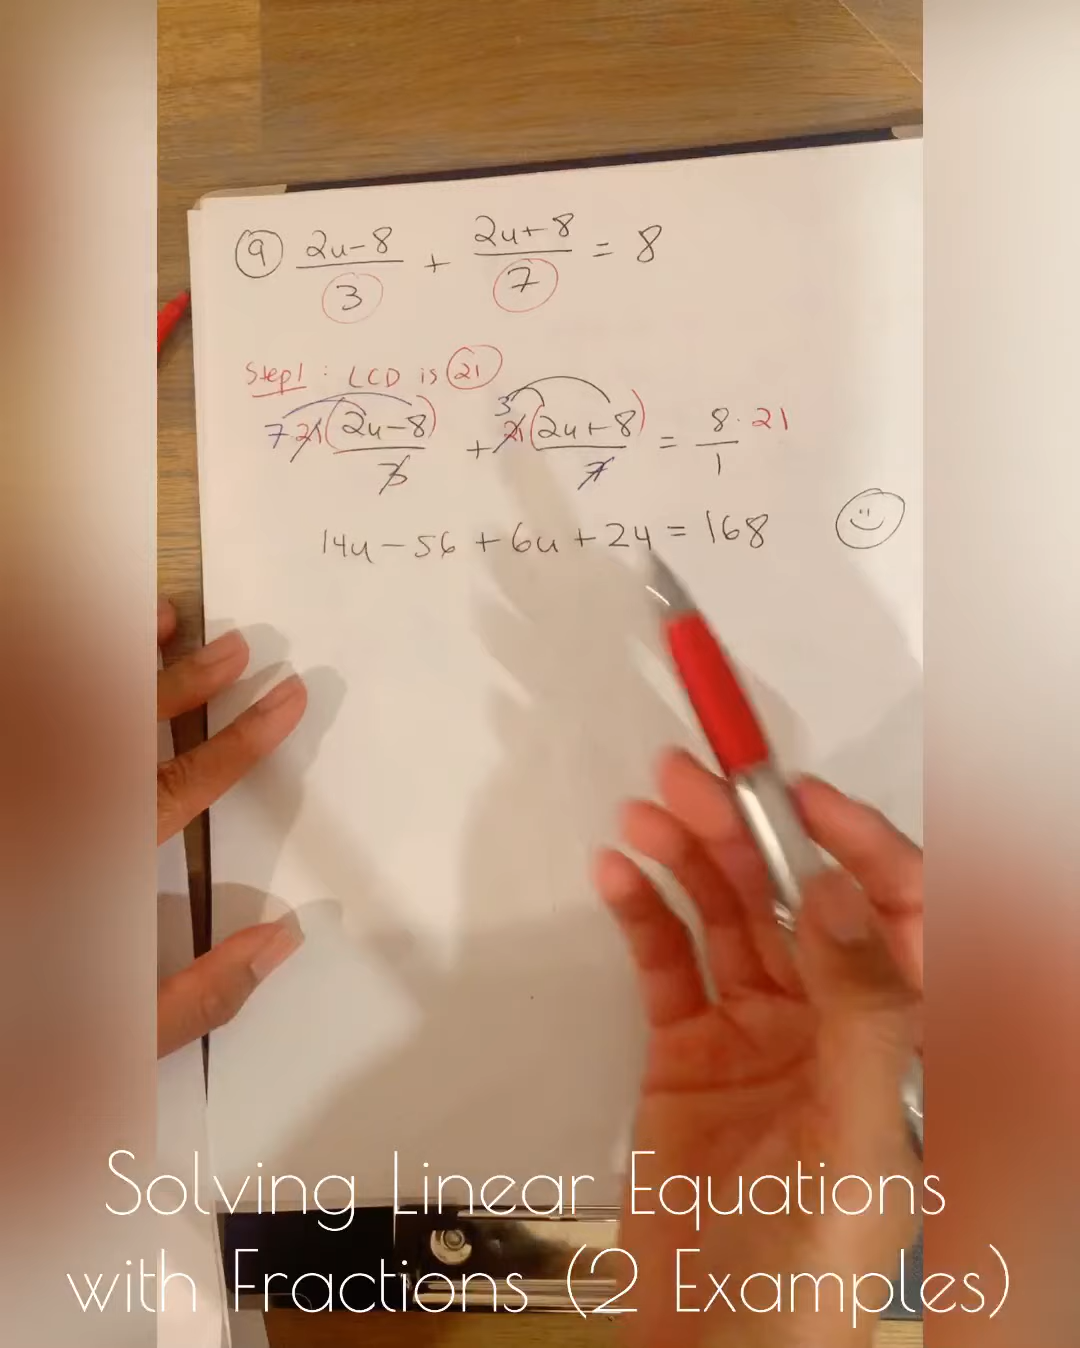 9 (2u-8)/3 + (2u+8)/7 = 8
Step 1 : LCD is 21
7 21(2u-8)/3 + 3 21(2u+8)/7 = 8/1 · 21
14u - 56 + 6u + 24 = 168
Solving Linear Equations
with Fractions (2 Examples)